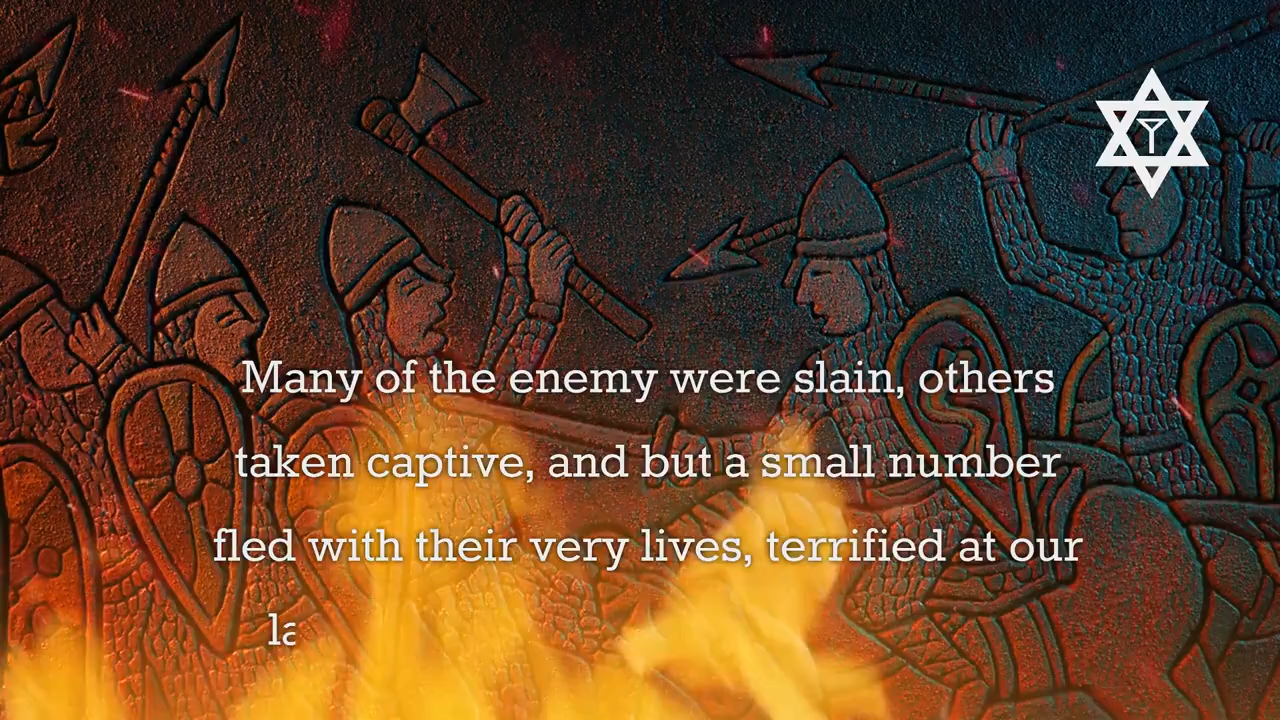 Many of the enemy were slain, others
taken captive, and but a small number
fled with their very lives, terrified at our
la